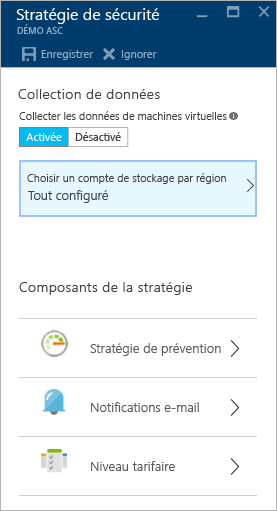 Stratégie de sécurité
DÉMO ASC
Enregistrer Ignorer
Collection de données
Collecter les données de machines virtuelles
Activée Désactivé
Choisir un compte de stockage par région
Tout configuré
Composants de la stratégie
Stratégie de prévention
Notifications e-mail
Niveau tarifaire